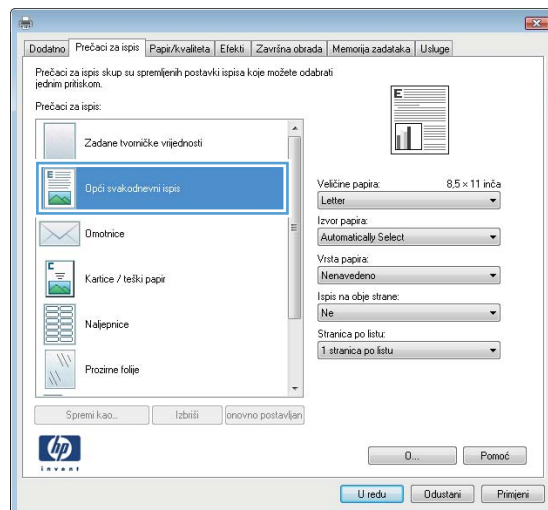 Dodatno Prečaci za ispis Papir/kvaliteta Efekti Završna obrada Memorija zadataka Usluge
Prečaci za ispis skup su spremljenih postavki ispisa koje možete odabrati
jednim pritiskom.
Prečaci za ispis:
Zadane tvorničke vrijednosti
Opći svakodnevni ispis
Omotnice
Kartice / teški papir
Naljepnice
Prozirne folije
Spremi kao... Izbriši onovno postavljan
E
Veličine papira: 8,5 × 11 inča
Letter
Izvor papira:
Automatically Select
Vrsta papira:
Nenavedeno
Ispis na obje strane:
Ne
Stranica po listu:
1 stranica po listu
hp
invent
O... Pomoć
U redu Odustani Primijeni